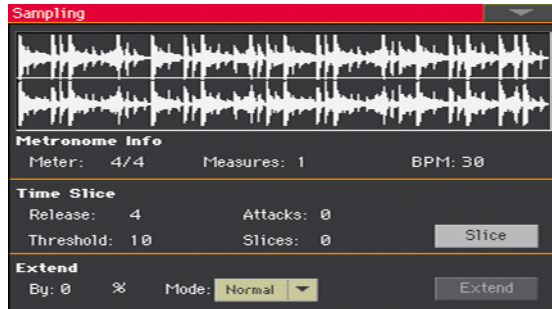 Sampling
Metronome Info
Meter: 4/4 Measures: 1 BPM: 30
Time Slice
Release: 4 Attacks: 0
Threshold: 10 Slices: 0 Slice
Extend
By: 0 % Mode: Normal Extend